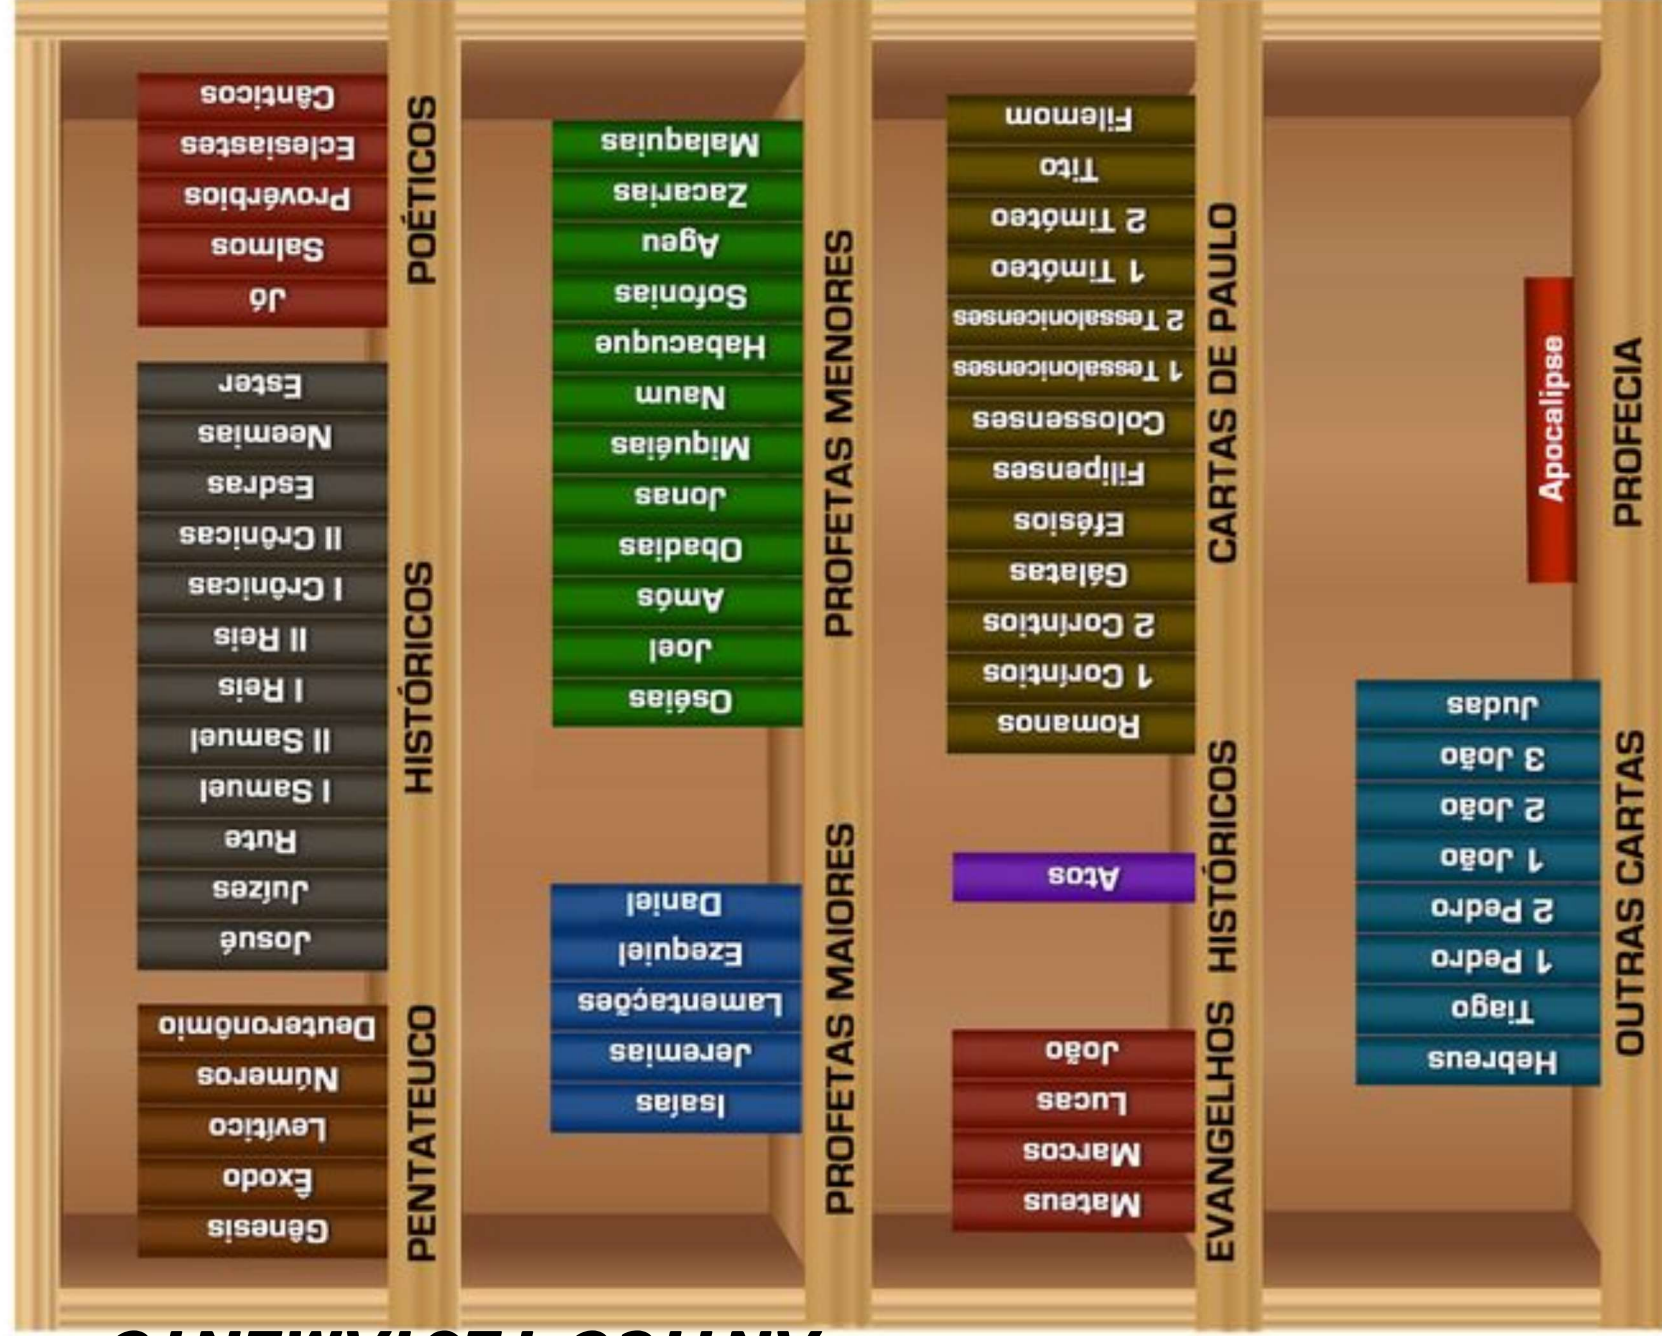 Gênesis
Êxodo
Levítico
Números
Deuteronômio
Josué
Juízes
Rute
I Samuel
II Samuel
I Reis
II Reis
I Crônicas
II Crônicas
Esdras
Neemias
Ester
Jó
Salmos
Provérbios
Eclesiastes
Cânticos
PENTATEUCO
HISTÓRICOS
POÉTICOS
Isaías
Jeremias
Lamentações
Ezequiel
Daniel
Oséias
Joel
Amós
Obadias
Jonas
Miquéias
Naum
Habacuque
Sofonias
Ageu
Zacarias
Malaquias
PROFETAS MAIORES
PROFETAS MENORES
Mateus
Marcos
Lucas
João
Atos
Romanos
1 Coríntios
2 Coríntios
Gálatas
Efésios
Filipenses
Colossenses
1 Tessalonicenses
2 Tessalonicenses
1 Timóteo
2 Timóteo
Tito
Filemom
EVANGELHOS
HISTÓRICOS
CARTAS DE PAULO
Hebreus
Tiago
1 Pedro
2 Pedro
1 João
2 João
3 João
Judas
Apocalipse
OUTRAS CARTAS
PROFECIA